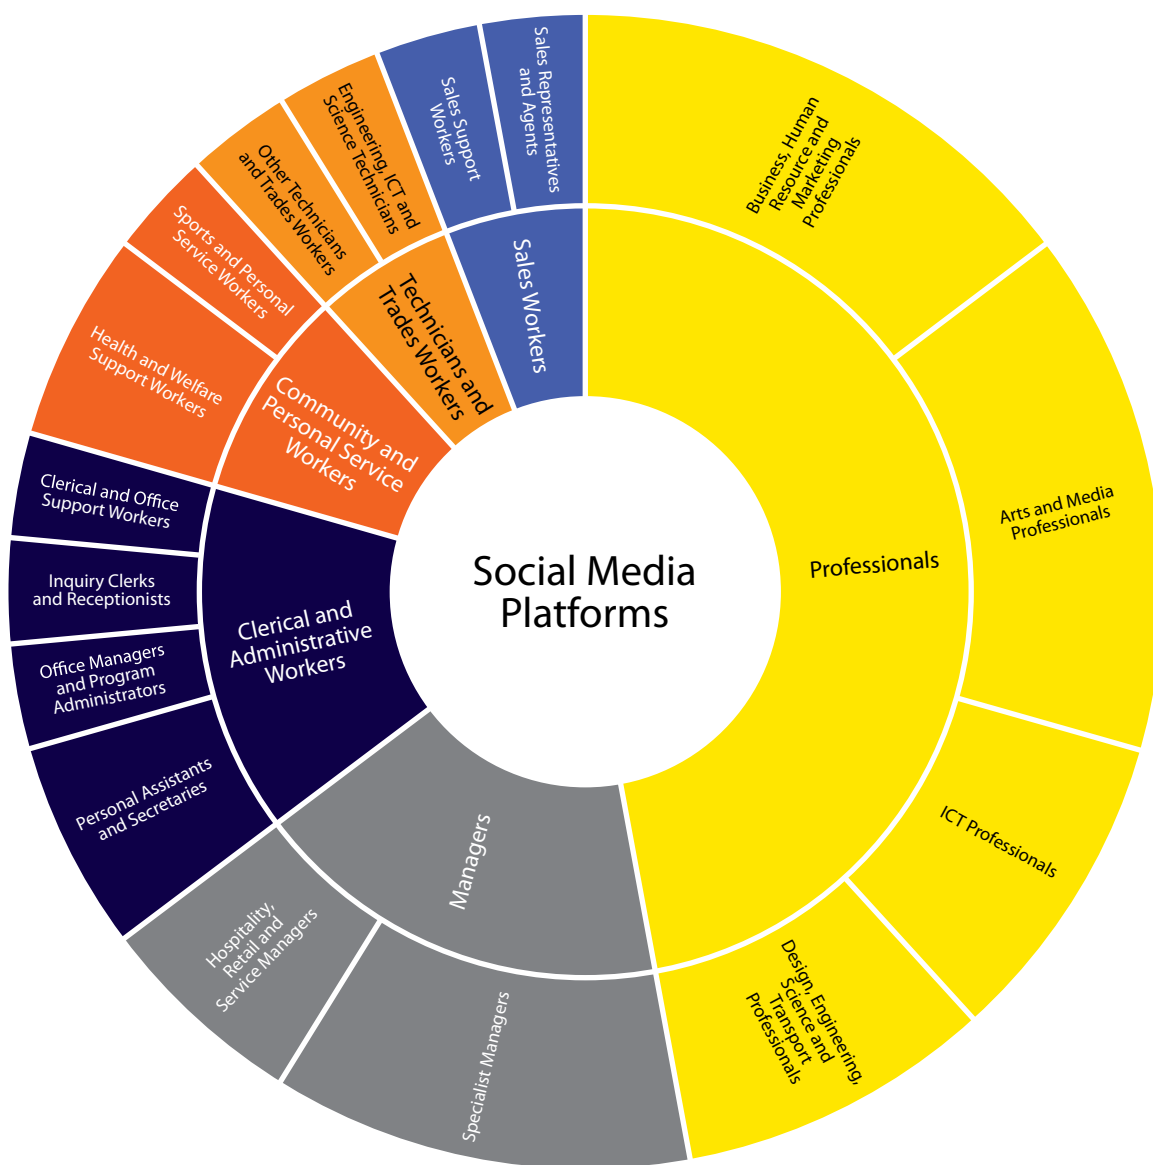 Social Media
Platforms
Professionals
Business, Human
Resource and
Marketing
Professionals
Arts and Media
Professionals
ICT Professionals
Design, Engineering,
Science and
Transport
Professionals
Managers
Specialist Managers
Hospitality,
Retail and
Service Managers
Clerical and
Administrative
Workers
Personal Assistants
and Secretaries
Office Managers
and Program
Administrators
Inquiry Clerks
and Receptionists
Clerical and Office
Support Workers
Community and
Personal Service
Workers
Health and Welfare
Support Workers
Sports and Personal
Service Workers
Technicians and
Trades Workers
Other Technicians
and Trades Workers
Engineering, ICT and
Science Technicians
Sales Workers
Sales Support
Workers
Sales Representatives
and Agents